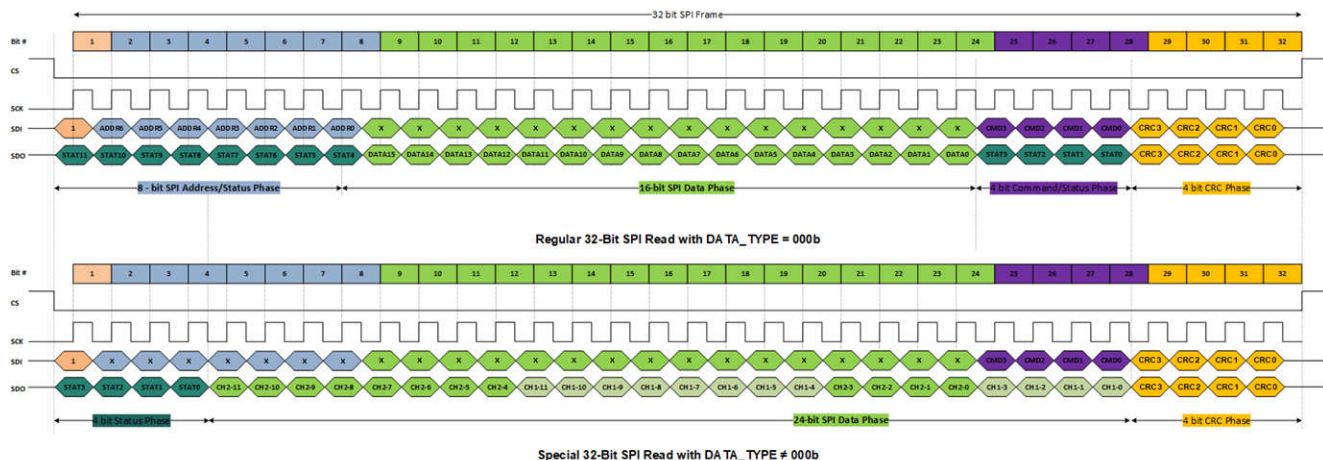 32 bit SPI Frame
Bit # 1 2 3 4 5 6 7 8 9 10 11 12 13 14 15 16 17 18 19 20 21 22 23 24 25 26 27 28 29 30 31 32
CS
SCK
SDI 1 ADDR6 ADDR5 ADDR4 ADDR3 ADDR2 ADDR1 ADDR0 X X X X X X X X X X X X X X X X CMD3 CMD2 CMD1 CMD0 CRC3 CRC2 CRC1 CRC0
SDO STAT11 STAT10 STAT9 STAT8 STAT7 STAT6 STAT5 STAT4 DATA15 DATA14 DATA13 DATA12 DATA11 DATA10 DATA9 DATA8 DATA7 DATA6 DATA5 DATA4 DATA3 DATA2 DATA1 DATA0 STAT3 STAT2 STAT1 STAT0 CRC3 CRC2 CRC1 CRC0
8 - bit SPI Address/Status Phase 16-bit SPI Data Phase 4 bit Command/Status Phase 4 bit CRC Phase
Regular 32-Bit SPI Read with DATA_TYPE = 000b
Bit # 1 2 3 4 5 6 7 8 9 10 11 12 13 14 15 16 17 18 19 20 21 22 23 24 25 26 27 28 29 30 31 32
CS
SCK
SDI 1 X X X X X X X X X X X X X X X X X X X X X X X CMD3 CMD2 CMD1 CMD0 CRC3 CRC2 CRC1 CRC0
SDO STAT3 STAT2 STAT1 STAT0 CH2-11 CH2-10 CH2-9 CH2-8 CH2-7 CH2-6 CH2-5 CH2-4 CH1-11 CH1-10 CH1-9 CH1-8 CH1-7 CH1-6 CH1-5 CH1-4 CH2-3 CH2-2 CH2-1 CH2-0 CH1-3 CH1-2 CH1-1 CH1-0 CRC3 CRC2 CRC1 CRC0
4 bit Status Phase 24-bit SPI Data Phase 4 bit CRC Phase
Special 32-Bit SPI Read with DATA_TYPE ≠ 000b